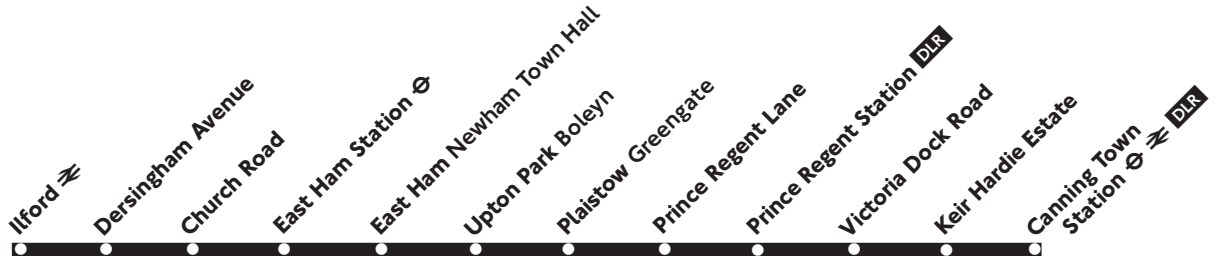 Ilford
Dersingham Avenue
Church Road
East Ham Station
East Ham Newham Town Hall
Upton Park Boleyn
Plaistow Greengate
Prince Regent Lane
Prince Regent Station DLR
Victoria Dock Road
Keir Hardie Estate
Canning Town
Station DLR